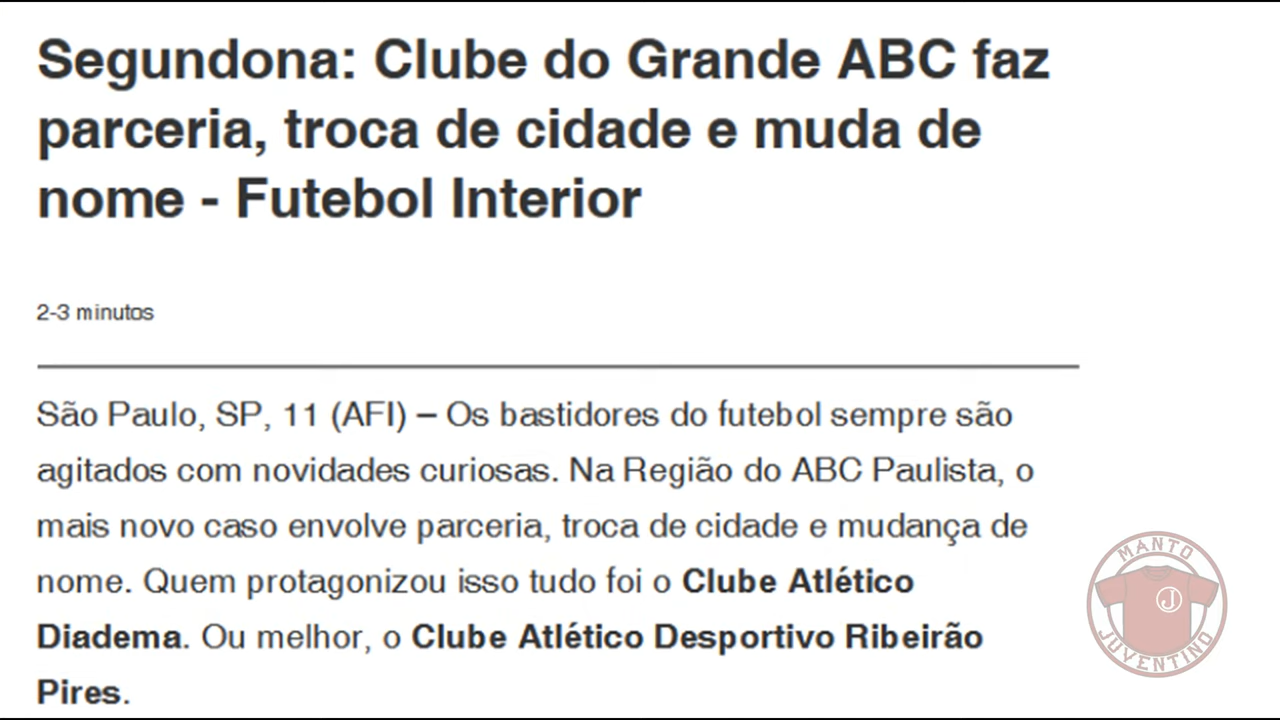 Segundona: Clube do Grande ABC faz
parceria, troca de cidade e muda de
nome - Futebol Interior
2-3 minutos
São Paulo, SP, 11 (AFI) – Os bastidores do futebol sempre são
agitados com novidades curiosas. Na Região do ABC Paulista, o
mais novo caso envolve parceria, troca de cidade e mudança de
nome. Quem protagonizou isso tudo foi o Clube Atlético
Diadema. Ou melhor, o Clube Atlético Desportivo Ribeirão
Pires.
MANTO
J
JUVENTINO